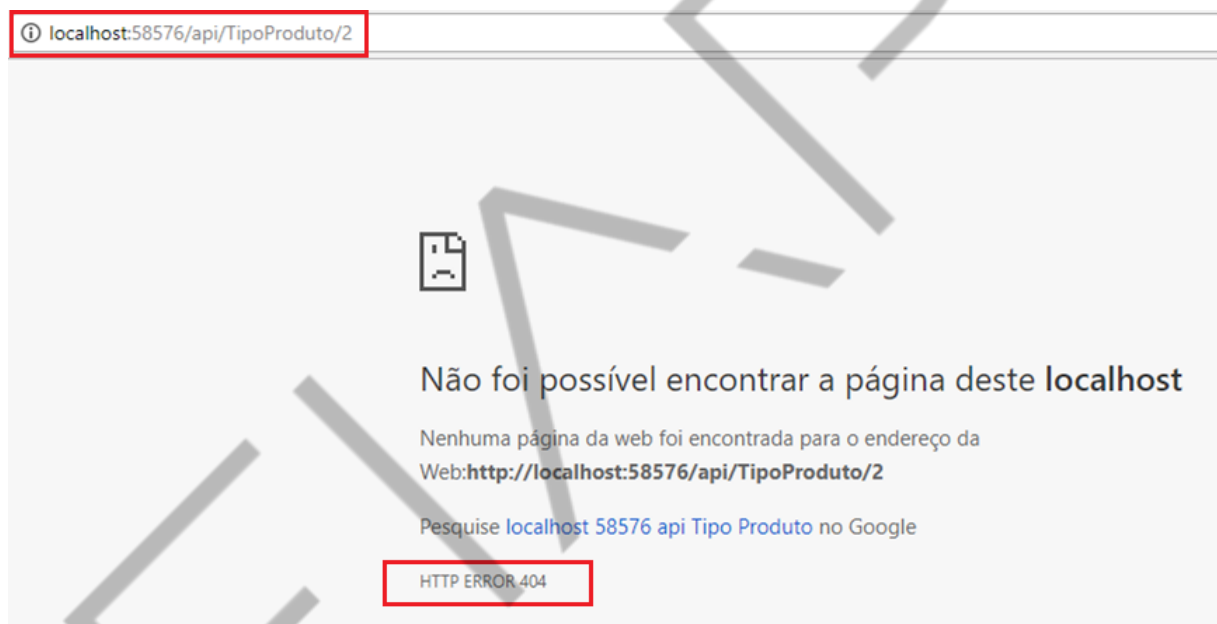 localhost:58576/api/TipoProduto/2
Não foi possível encontrar a página deste localhost
Nenhuma página da web foi encontrada para o endereço da
Web:http://localhost:58576/api/TipoProduto/2
Pesquise localhost 58576 api Tipo Produto no Google
HTTP ERROR 404